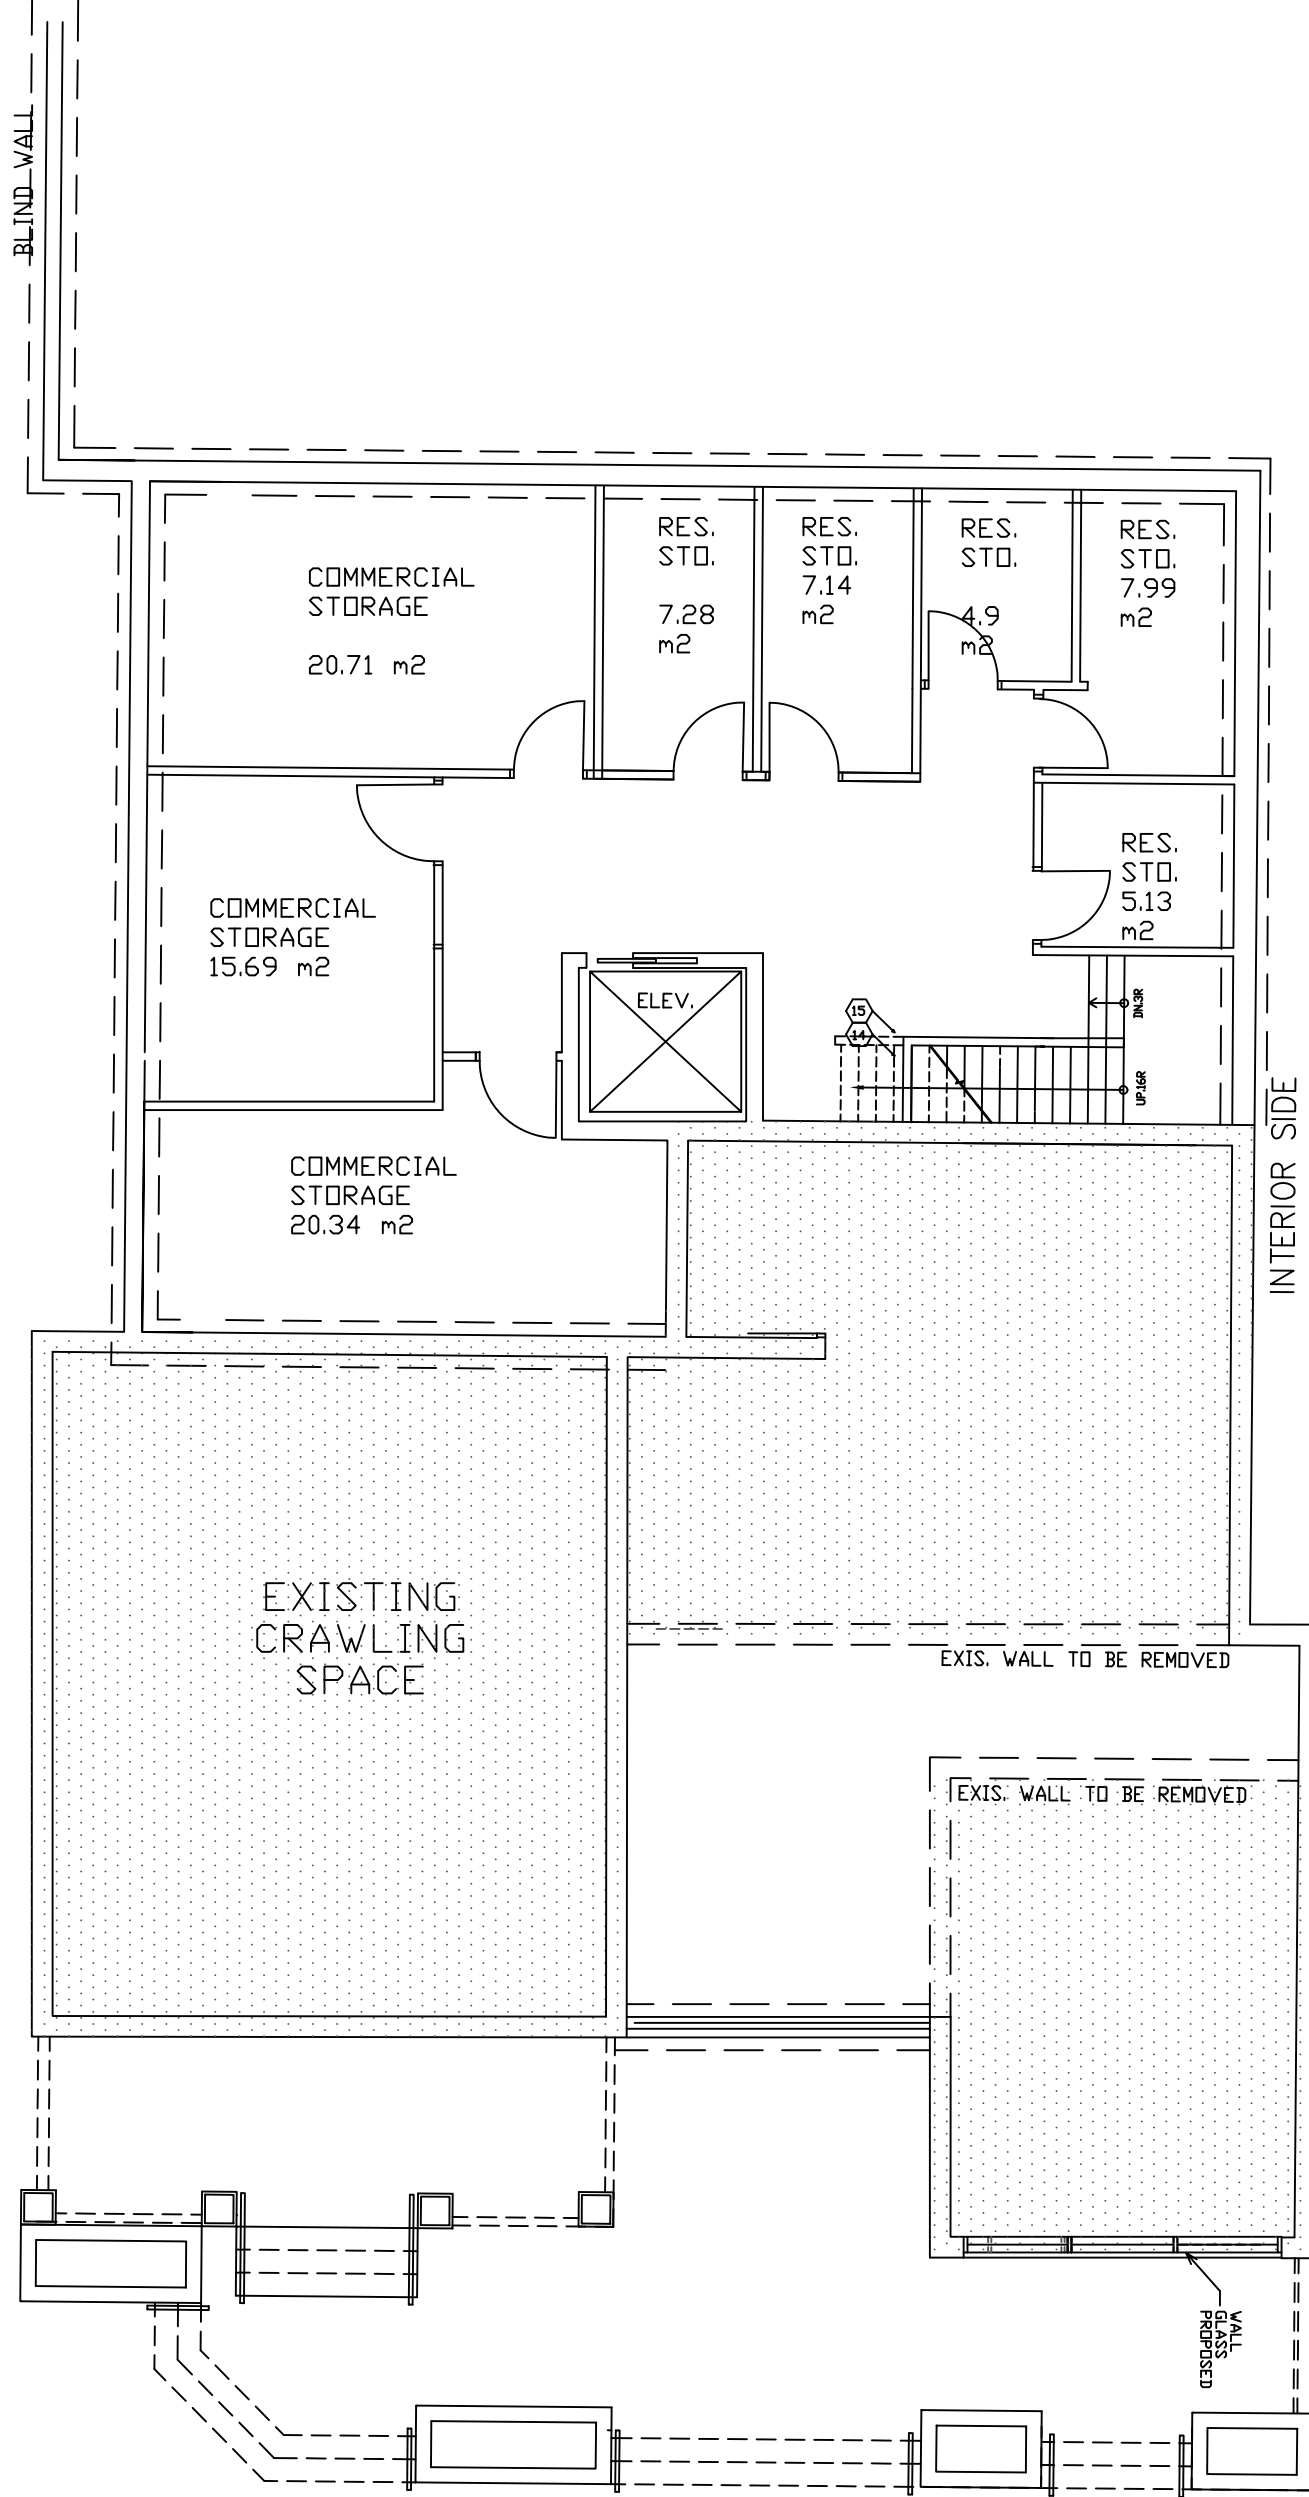 BLIND WALL
COMMERCIAL
STORAGE
20.71 m2
RES.
STO.
7.28
m2
RES.
STO.
7.14
m2
RES.
STO.
4.9
m2
RES.
STO.
7.99
m2
RES.
STO.
5.13
m2
COMMERCIAL
STORAGE
15.69 m2
ELEV.
15
14
DN.3R
UP.16R
COMMERCIAL
STORAGE
20.34 m2
INTERIOR SIDE
EXISTING
CRAWLING
SPACE
EXIS. WALL TO BE REMOVED
EXIS. WALL TO BE REMOVED
PROPOSED
GLASS
WALL